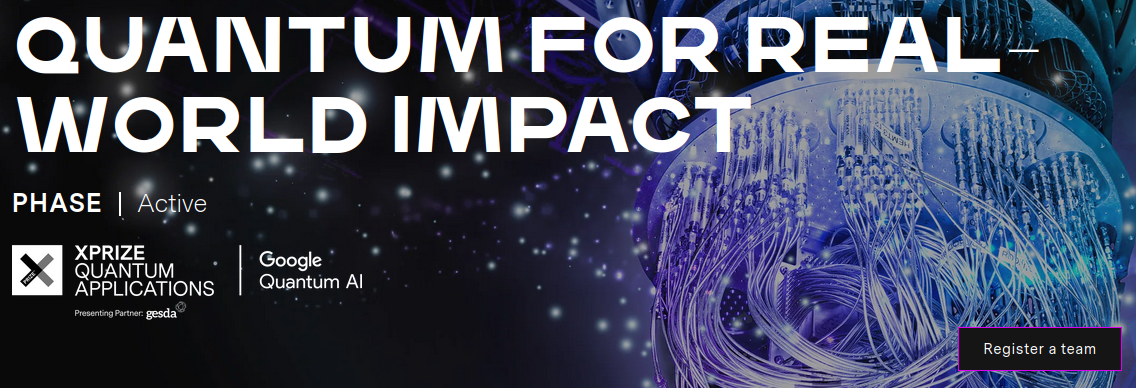 QUANTUM FOR REAL –
WORLD IMPACT
PHASE | Active
XPRIZE
QUANTUM
APPLICATIONS
Google
Quantum AI
Presenting Partner: gesda
Register a team